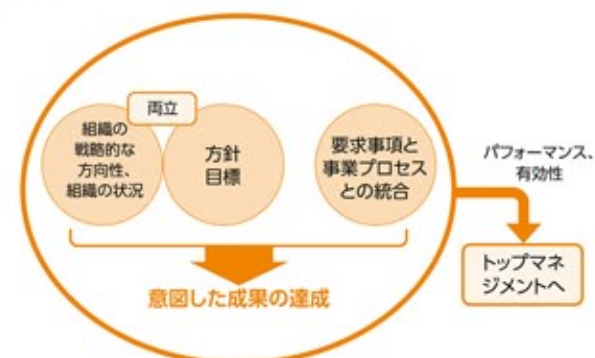 両立
組織の
戦略的な
方向性、
組織の状況
方針
目標
要求事項と
事業プロセス
との統合
意図した成果の達成
パフォーマンス、
有効性
トップマネ
ジメントへ